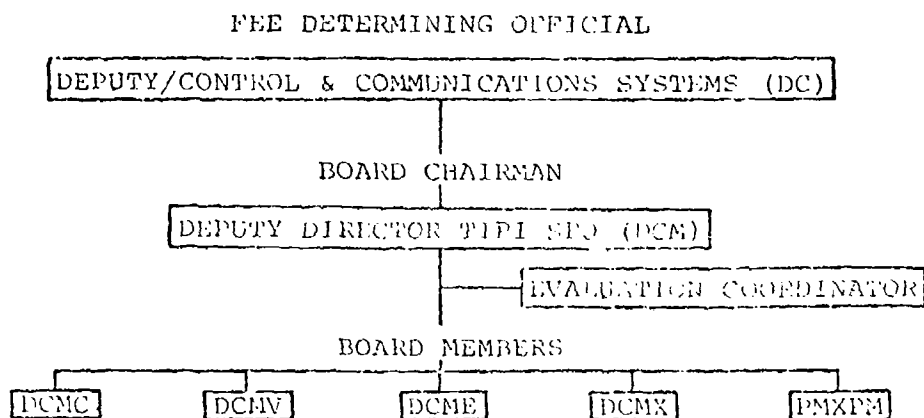 FEE DETERMINING OFFICIAL
DEPUTY/CONTROL & COMMUNICATIONS SYSTEMS (DC)
BOARD CHAIRMAN
DEPUTY DIRECTOR TIPI SPO (DCM)
EVALUATION COORDINATOR
BOARD MEMBERS
DCMC DCMV DCME DCMX PMXPM